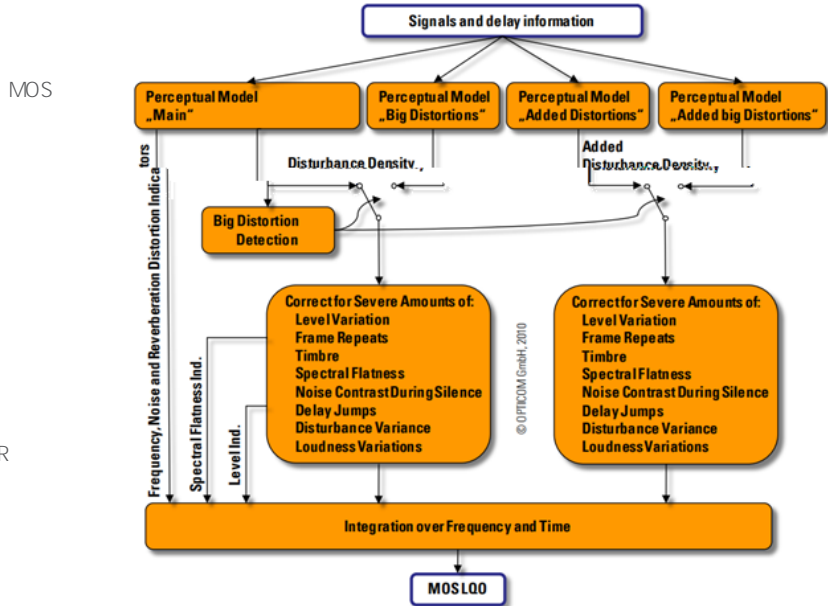 Signals and delay information
MOS
Perceptual Model
„Main“
Perceptual Model
„Big Distortions“
Perceptual Model
„Added Distortions“
Perceptual Model
„Added big Distortions“
Frequency, Noise and Reverberation Distortion Indicators
Disturbance Density,
Added
Disturbance Density,
Big Distortion
Detection
Correct for Severe Amounts of:
Level Variation
Frame Repeats
Timbre
Spectral Flatness
Noise Contrast During Silence
Delay Jumps
Disturbance Variance
Loudness Variations
© OPTICOM GmbH, 2010
Correct for Severe Amounts of:
Level Variation
Frame Repeats
Timbre
Spectral Flatness
Noise Contrast During Silence
Delay Jumps
Disturbance Variance
Loudness Variations
Spectral Flatness Ind.
Level Ind.
R
Integration over Frequency and Time
MOS LQO